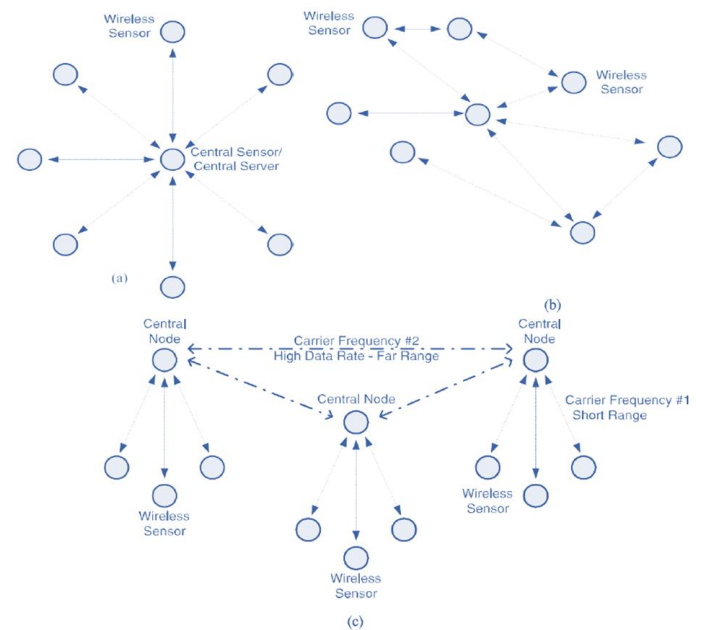 Wireless
Sensor
Central Sensor/
Central Server
(a)
Wireless
Sensor
Wireless
Sensor
(b)
Central
Node
Carrier Frequency #2
High Data Rate - Far Range
Central
Node
Central Node
Carrier Frequency #1
Short Range
Wireless
Sensor
Wireless
Sensor
Wireless
Sensor
(c)